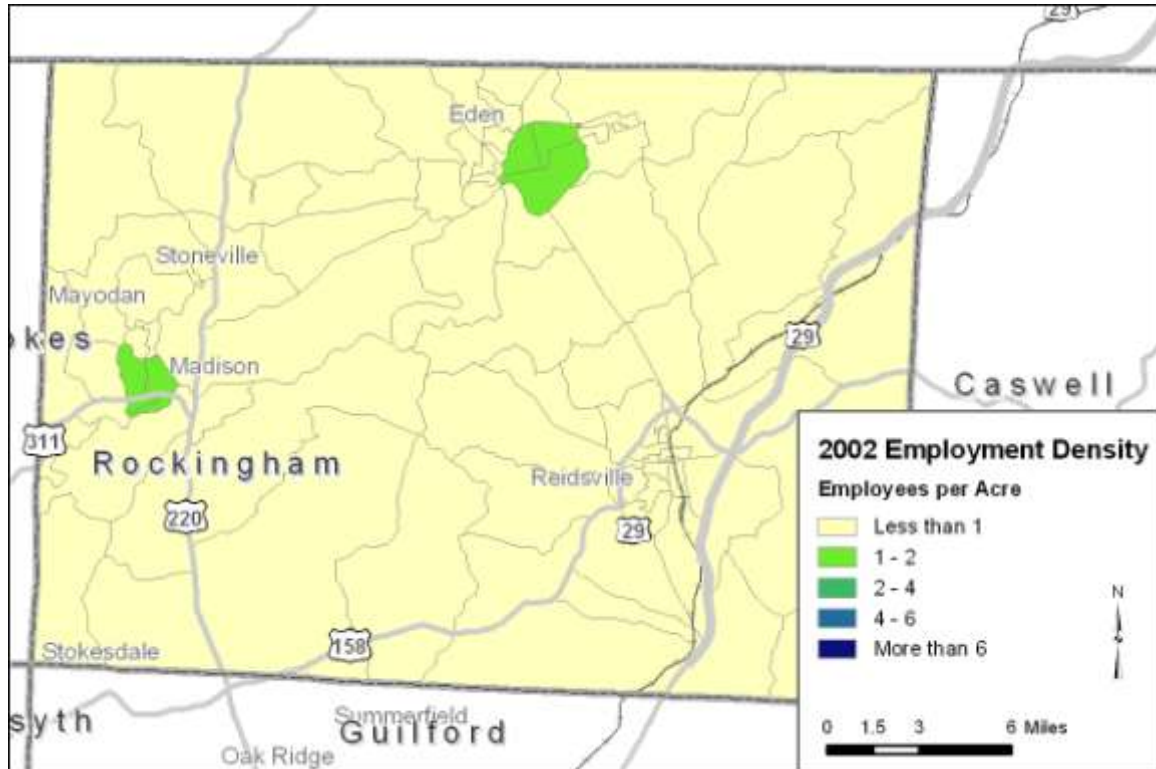 29
Eden
Stoneville
Mayodan
okes
Madison
29
Caswell
311
Rockingham
Reidsville
220
29
158
Stokesdale
syth
Summerfield
Guilford
Oak Ridge
2002 Employment Density
Employees per Acre
Less than 1
1 - 2
2 - 4
4 - 6
More than 6
N
0 1.5 3 6 Miles